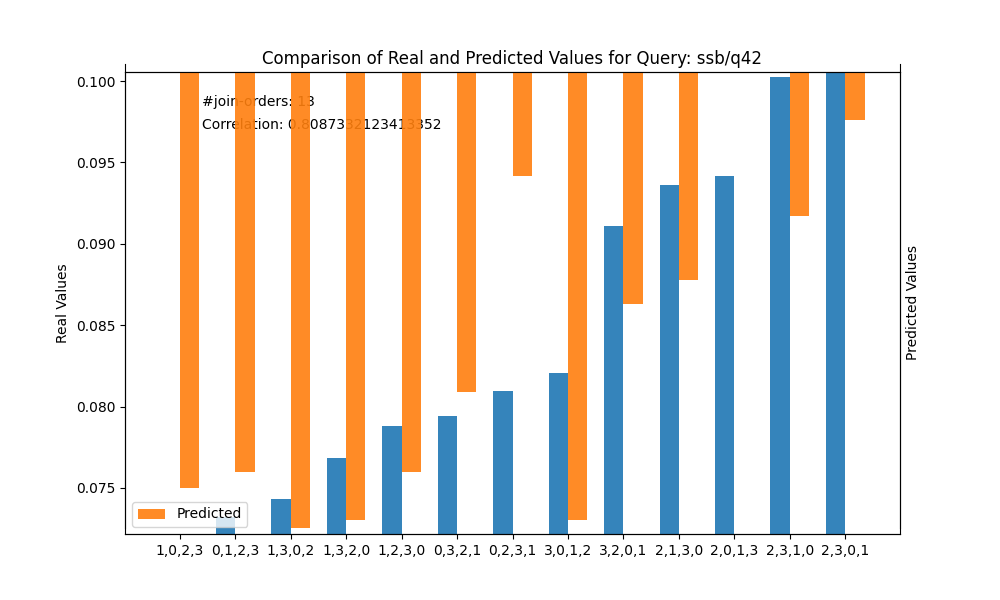 Comparison of Real and Predicted Values for Query: ssb/q42
#join-orders: 13
Correlation: 0.8087332123413352
0.100
0.095
0.090
0.085
0.080
0.075
Real Values
Predicted Values
Predicted
1,0,2,3 0,1,2,3 1,3,0,2 1,3,2,0 1,2,3,0 0,3,2,1 0,2,3,1 3,0,1,2 3,2,0,1 2,1,3,0 2,0,1,3 2,3,1,0 2,3,0,1